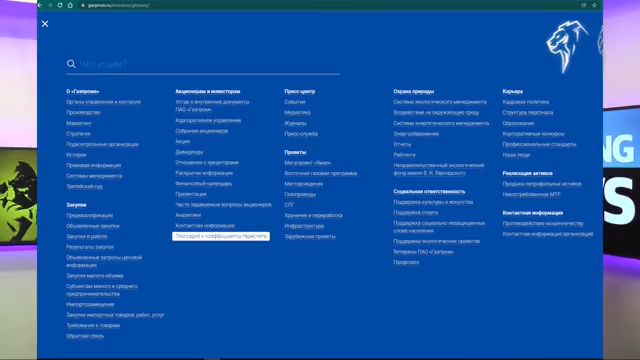 gazprom.ru/investors/glossary/
Что ищем?
О «Газпроме»
Органы управления и контроля
Производство
Маркетинг
Стратегия
Подконтрольные организации
История
Правовая информация
Системы менеджмента
Третейский суд
Закупки
Предквалификация
Объявленные закупки
Закупки в работе
Результаты закупок
Объявленные запросы ценовой
информации
Закупки малого объема
Субъектам малого и среднего
предпринимательства
Импортозамещение
Закупки импортных товаров, работ, услуг
Требования к товарам
Обратная связь
Акционерам и инвесторам
Устав и внутренние документы
ПАО «Газпром»
Корпоративное управление
Собрание акционеров
Акции
Дивиденды
Отношения с кредиторами
Раскрытие информации
Финансовый календарь
Презентации
Часто задаваемые вопросы акционеров
Аналитики
Контактная информация
Глоссарий и коэффициенты пересчета
Пресс-центр
События
Медиатека
Журналы
Пресс-служба
Проекты
Мегапроект «Ямал»
Восточная газовая программа
Месторождения
Газопроводы
СПГ
Хранение и переработка
Инфраструктура
Зарубежные проекты
Охрана природы
Система экологического менеджмента
Воздействие на окружающую среду
Система энергетического менеджмента
Энергосбережение
Отчеты
Рейтинги
Неправительственный экологический
фонд имени В. И. Вернадского
Социальная ответственность
Поддержка культуры и искусства
Поддержка спорта
Поддержка социально незащищенных
слоев населения
Поддержка экологических проектов
Ветераны ПАО «Газпром»
Профсоюз
Карьера
Кадровая политика
Структура персонала
Образование
Корпоративные конкурсы
Профессиональные стандарты
Наши люди
Реализация активов
Продажа непрофильных активов
Невостребованные МТР
Контактная информация
Противодействие мошенничеству
Контактная информация организаций
NG
WS